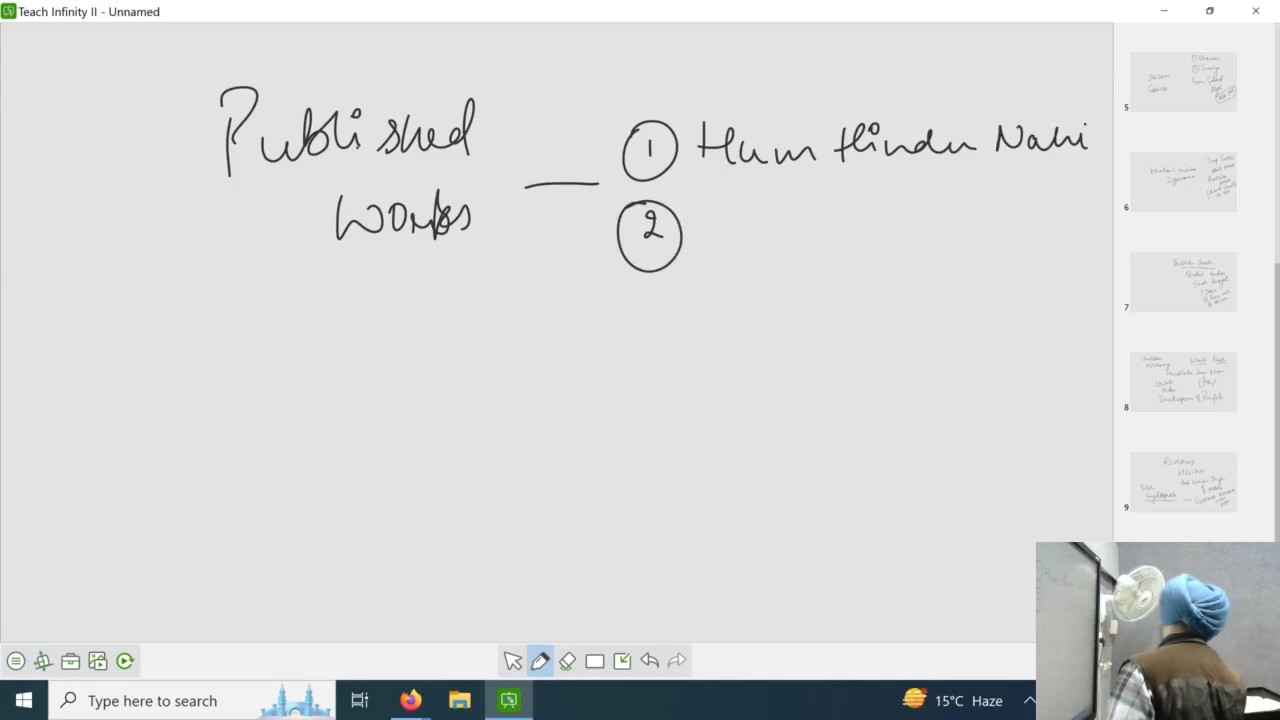 Teach Infinity II - Unnamed
Published
Works
— ① Hum Hindu Nahi
②
5
6
7
8
9
Type here to search
15°C Haze